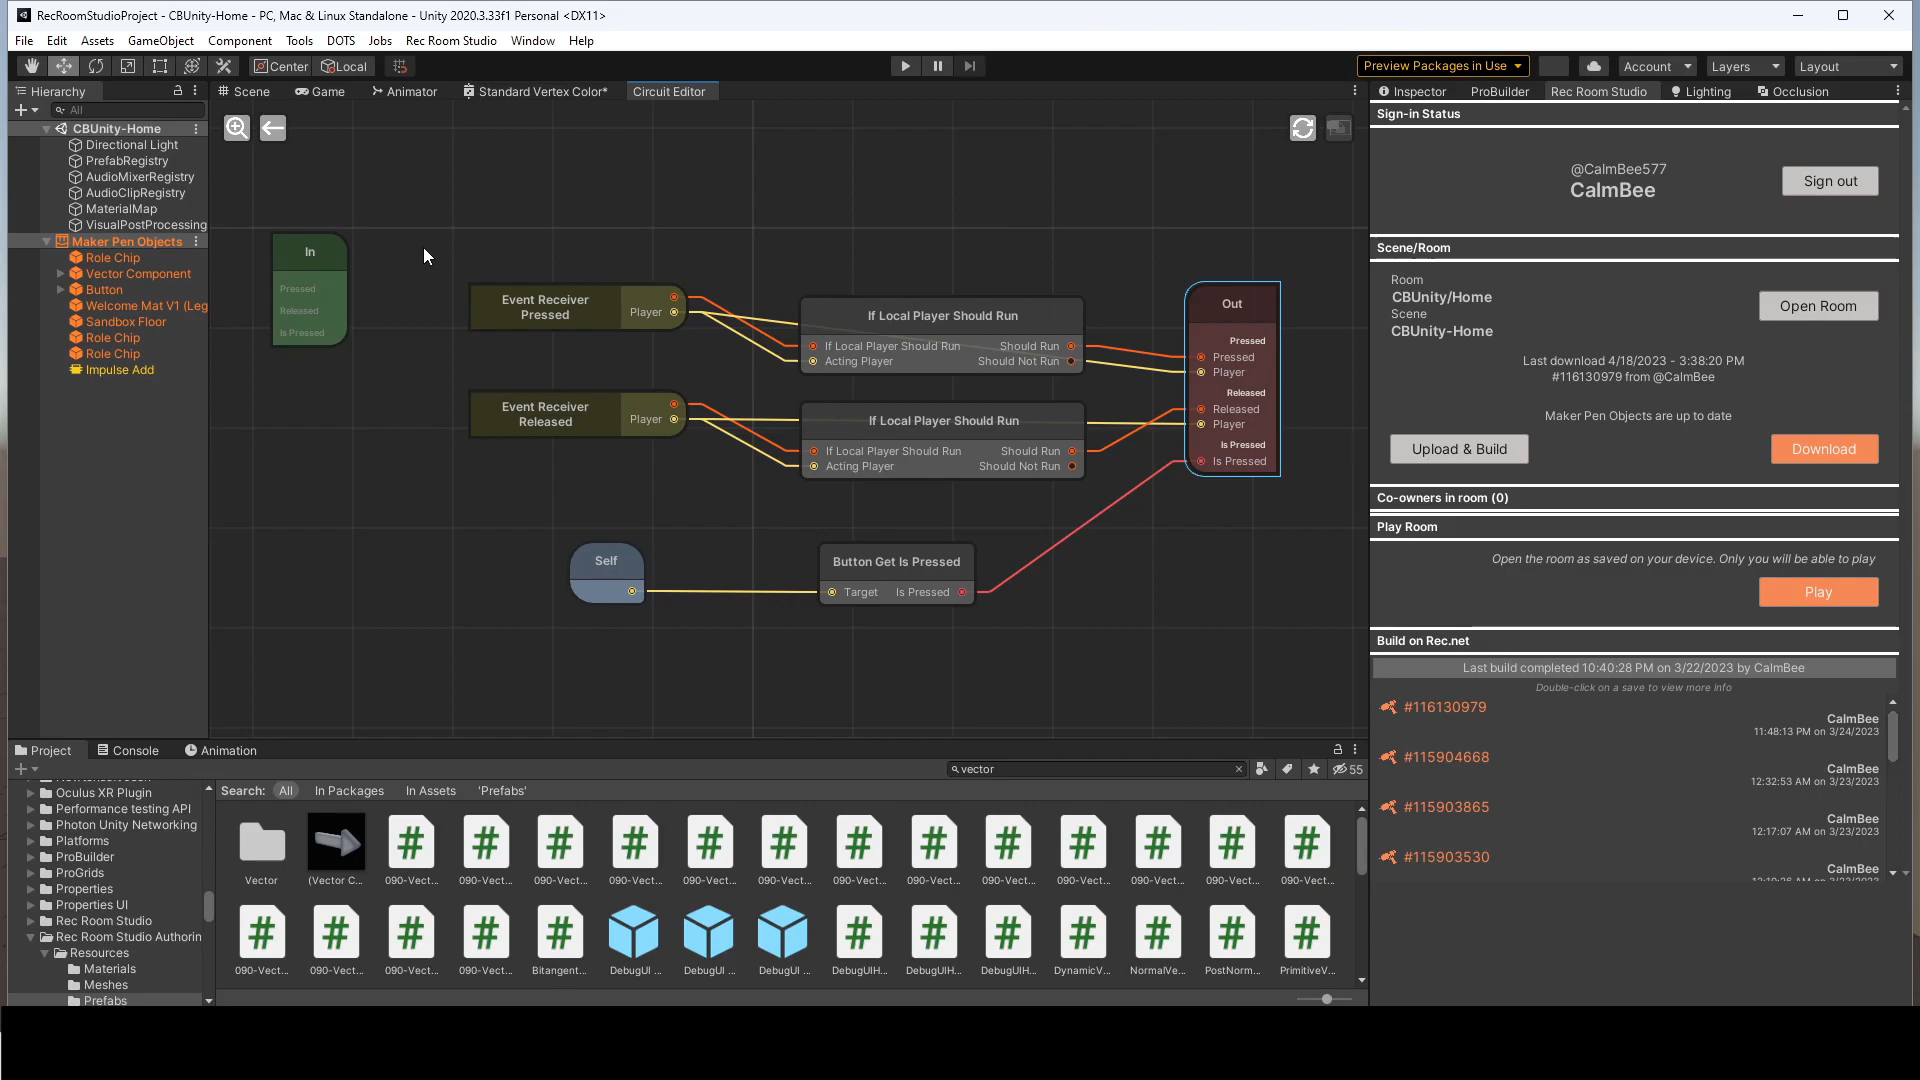 RecRoomStudioProject - CBUnity-Home - PC, Mac & Linux Standalone - Unity 2020.3.33f1 Personal <DX11>
File Edit Assets GameObject Component Tools DOTS Jobs Rec Room Studio Window Help
Center Local Preview Packages in Use Account Layers Layout
Hierarchy
All
CBUnity-Home
Directional Light
PrefabRegistry
AudioMixerRegistry
AudioClipRegistry
MaterialMap
VisualPostProcessing
Maker Pen Objects
Role Chip
Vector Component
Button
Welcome Mat V1 (Leg
Sandbox Floor
Role Chip
Role Chip
Impulse Add
Scene Game Animator Standard Vertex Color* Circuit Editor
In
Pressed
Released
Is Pressed
Event Receiver
Pressed
Player
Event Receiver
Released
Player
If Local Player Should Run
If Local Player Should Run Should Run
Acting Player Should Not Run
If Local Player Should Run
If Local Player Should Run Should Run
Acting Player Should Not Run
Self
Button Get Is Pressed
Target Is Pressed
Out
Pressed
Pressed
Player
Released
Released
Player
Is Pressed
Is Pressed
Inspector ProBuilder Rec Room Studio Lighting Occlusion
Sign-in Status
@CalmBee577
CalmBee
Sign out
Scene/Room
Room
CBUnity/Home
Scene
CBUnity-Home
Open Room
Last download 4/18/2023 - 3:38:20 PM
#116130979 from @CalmBee
Maker Pen Objects are up to date
Upload & Build Download
Co-owners in room (0)
Play Room
Open the room as saved on your device. Only you will be able to play
Play
Build on Rec.net
Last build completed 10:40:28 PM on 3/22/2023 by CalmBee
Double-click on a save to view more info
#116130979
CalmBee
11:48:13 PM on 3/24/2023
#115904668
CalmBee
12:32:53 AM on 3/23/2023
#115903865
CalmBee
12:17:07 AM on 3/23/2023
#115903530
CalmBee
Project Console Animation
vector
55
Oculus XR Plugin
Performance testing API
Photon Unity Networking
Platforms
ProBuilder
ProGrids
Properties
Properties UI
Rec Room Studio
Rec Room Studio Authorin
Resources
Materials
Meshes
Prefabs
Search: All In Packages In Assets 'Prefabs'
Vector (Vector C... 090-Vect... 090-Vect... 090-Vect... 090-Vect... 090-Vect... 090-Vect... 090-Vect... 090-Vect... 090-Vect... 090-Vect... 090-Vect... 090-Vect... 090-Vect...
090-Vect... 090-Vect... 090-Vect... 090-Vect... Bitangent... DebugUI ... DebugUI ... DebugUI ... DebugUIH... DebugUIH... DebugUIH... DynamicV... NormalVe... PostNorm... PrimitiveV...